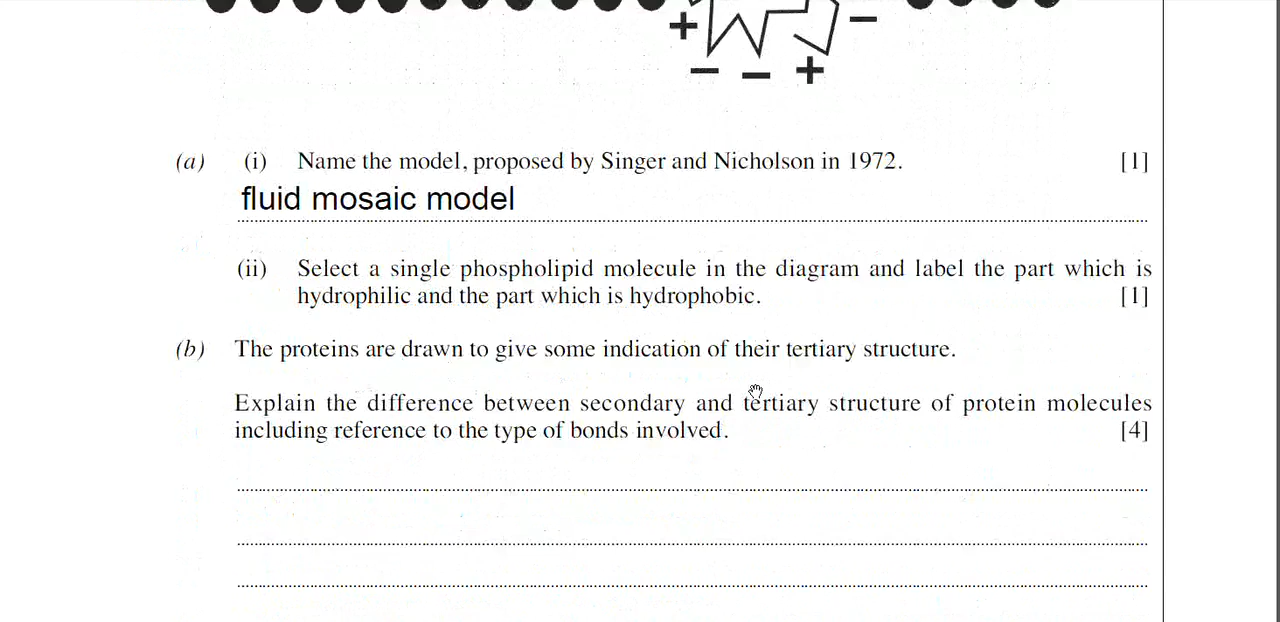 + −
− − +
(a) (i) Name the model, proposed by Singer and Nicholson in 1972. [1]
fluid mosaic model
(ii) Select a single phospholipid molecule in the diagram and label the part which is
hydrophilic and the part which is hydrophobic. [1]
(b) The proteins are drawn to give some indication of their tertiary structure.
Explain the difference between secondary and tertiary structure of protein molecules
including reference to the type of bonds involved. [4]